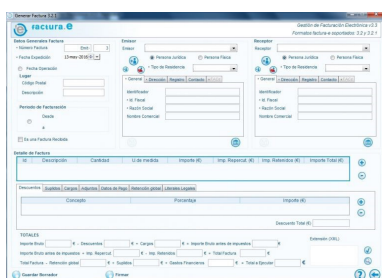 Generar Factura 3.2.1
factura.e
Gestión de Facturación Electrónica v3.3
Formatos factura-e soportados: 3.2 y 3.2.1
Datos Generales Factura
Número Factura
Serie
Fecha Expedición
13-may-2016
Fecha Operación
Lugar
Código Postal
Descripción
Periodo de Facturación
Desde
a
Es una Factura Recibida
Emisor
Emisor
Persona Jurídica
Persona Física
Tipo de Residencia
General Dirección Registro Contacto
Identificador
Id. Fiscal
Razón Social
Nombre Comercial
Receptor
Receptor
Persona Jurídica
Persona Física
Tipo de Residencia
General Dirección Registro Contacto
Identificador
Id. Fiscal
Razón Social
Nombre Comercial
Detalle de Factura
Id Descripción Cantidad U.de medida Importe (€) Imp. Repercut. (€) Imp. Retenidos (€) Importe Total (€)
Descuentos Suplidos Cargos Adjuntos Datos de Pago Retención global Literales Legales
Concepto Porcentaje Importe (€)
Descuento Total (€)
TOTALES
Importe Bruto € - Descuentos € + Cargos € = Importe Bruto antes de impuestos €
Importe Bruto antes de impuestos + Imp. Repercut. € - Imp. Retenidos € = Total Factura €
Total Factura - Retención global € + Suplidos € + Gastos Financieros € = Total a Ejecutar €
Extensión (XML)
Guardar Borrador
Firmar